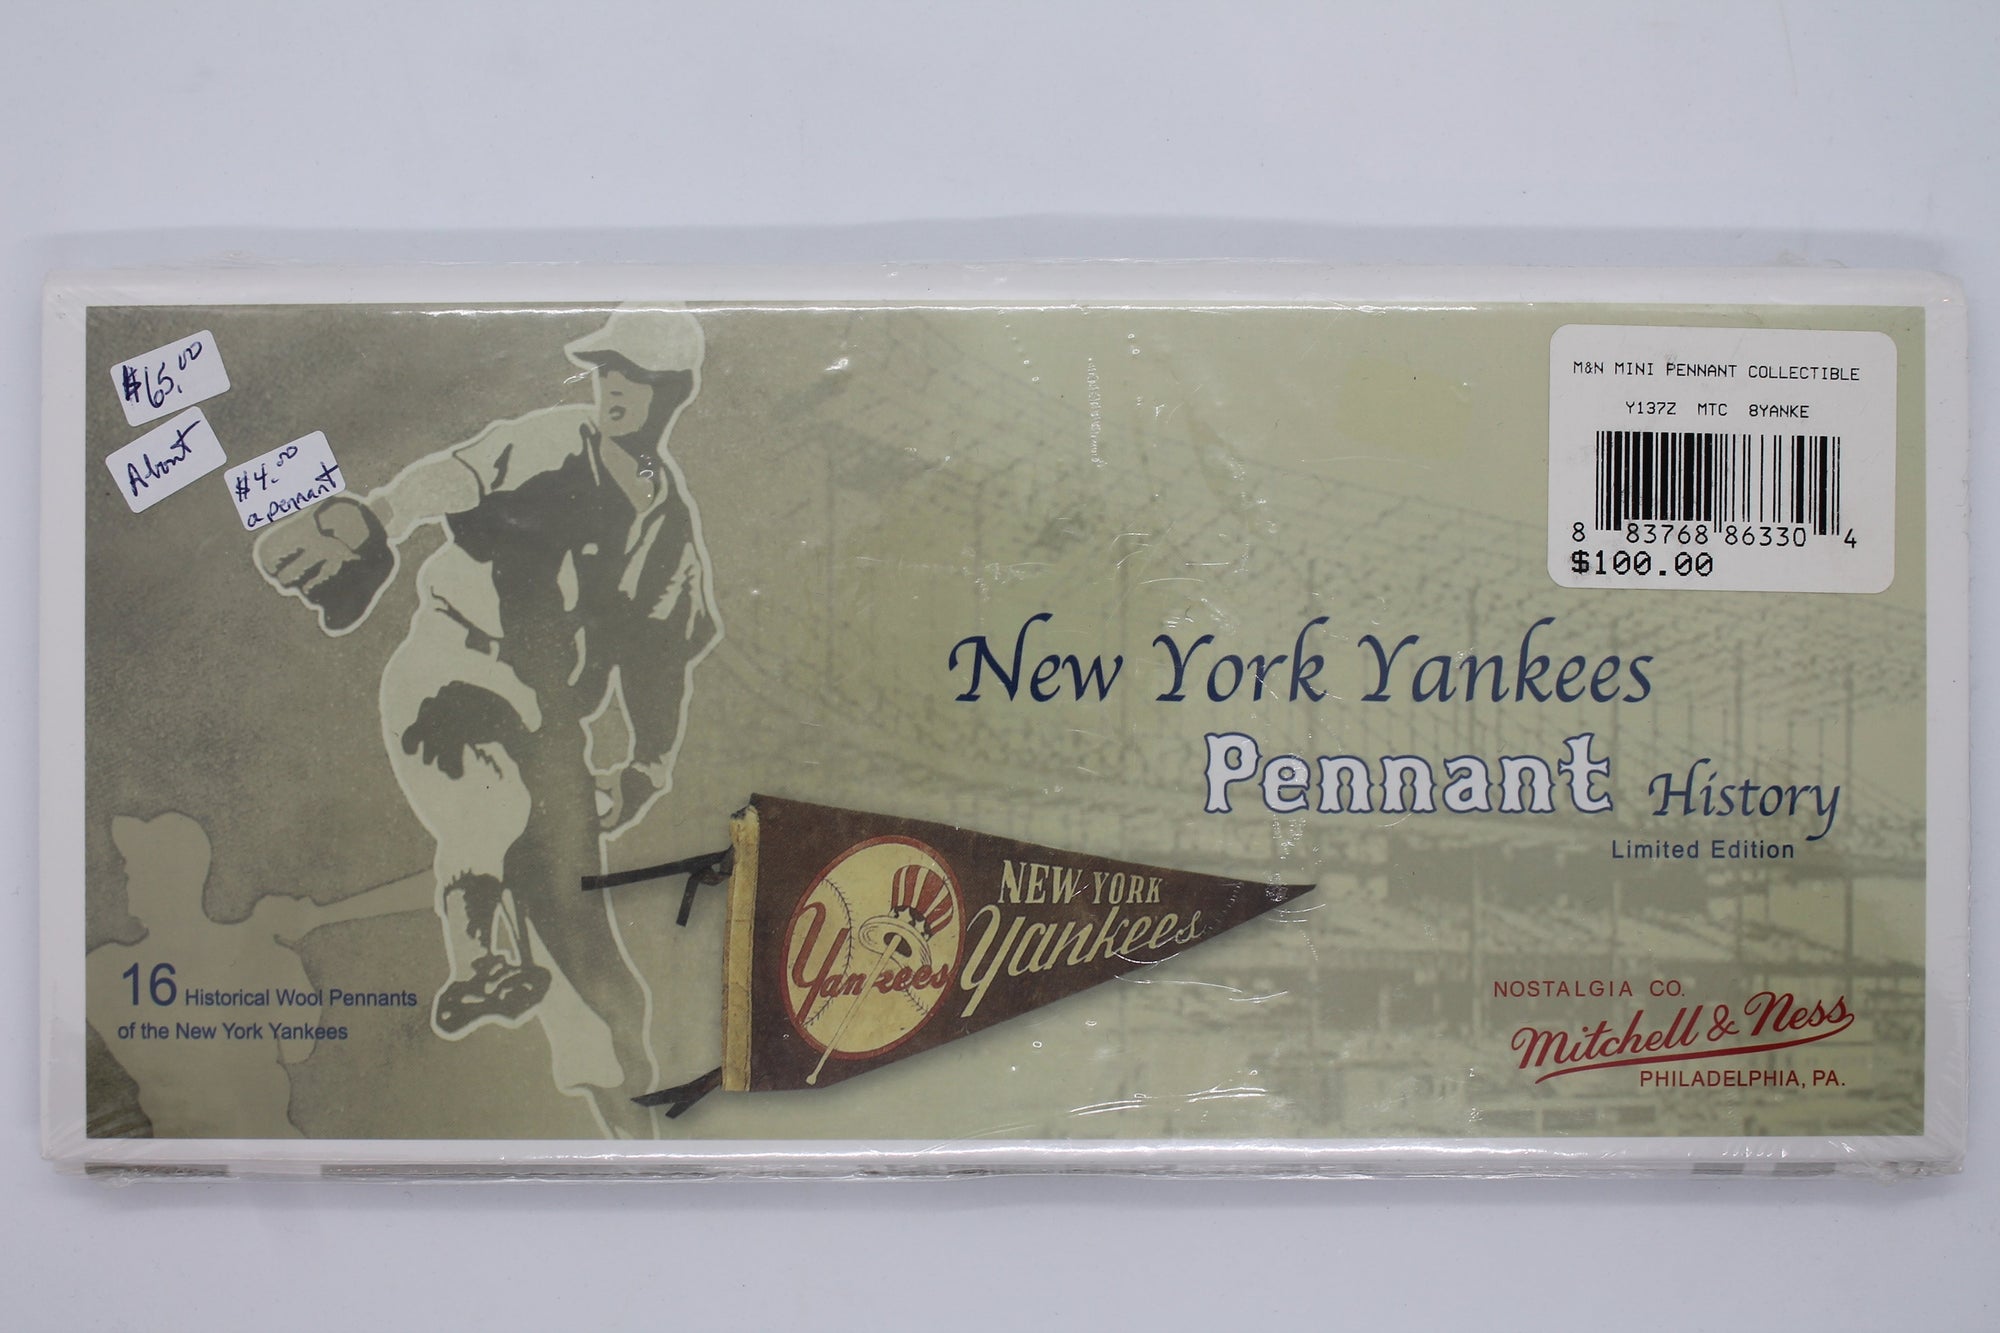 $65.00
About
$4.00
a pennant
M&N MINI PENNANT COLLECTIBLE
Y137Z MTC 8YANKE
8 83768 86330 4
$100.00
New York Yankees
Pennant History
Limited Edition
NEW YORK
Yankees
Yankees
16 Historical Wool Pennants
of the New York Yankees
NOSTALGIA CO.
Mitchell & Ness
PHILADELPHIA, PA.